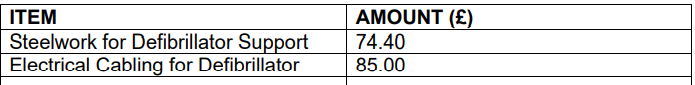 ITEM AMOUNT (£)
Steelwork for Defibrillator Support 74.40
Electrical Cabling for Defibrillator 85.00